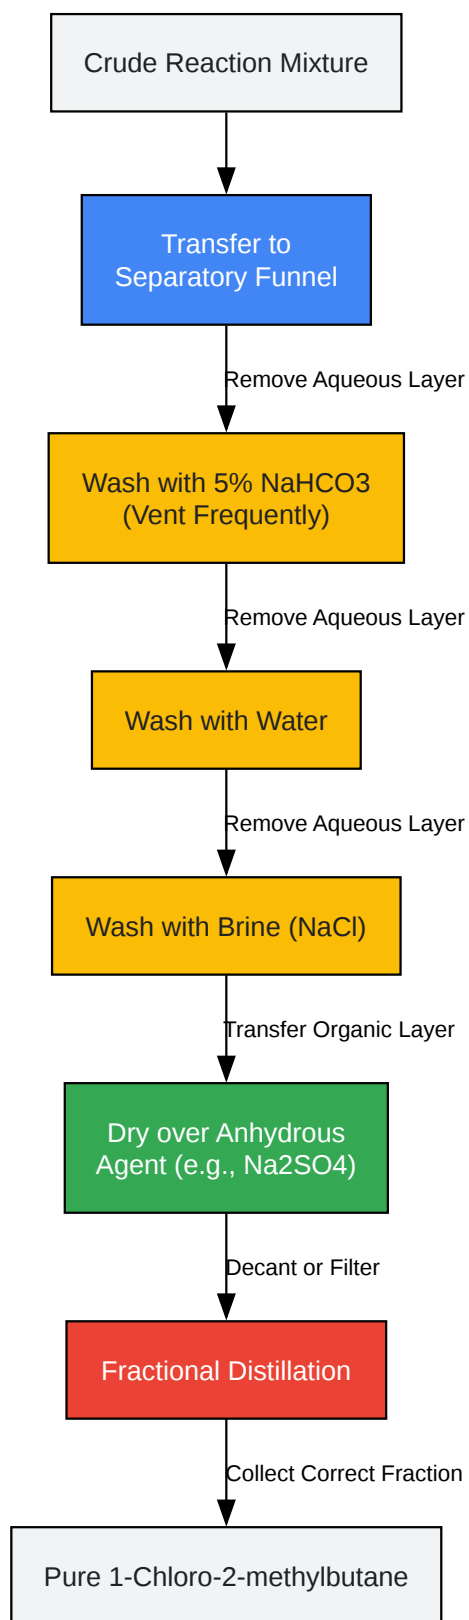 Crude Reaction Mixture
Transfer to
Separatory Funnel
Remove Aqueous Layer
Wash with 5% NaHCO3
(Vent Frequently)
Remove Aqueous Layer
Wash with Water
Remove Aqueous Layer
Wash with Brine (NaCl)
Transfer Organic Layer
Dry over Anhydrous
Agent (e.g., Na2SO4)
Decant or Filter
Fractional Distillation
Collect Correct Fraction
Pure 1-Chloro-2-methylbutane